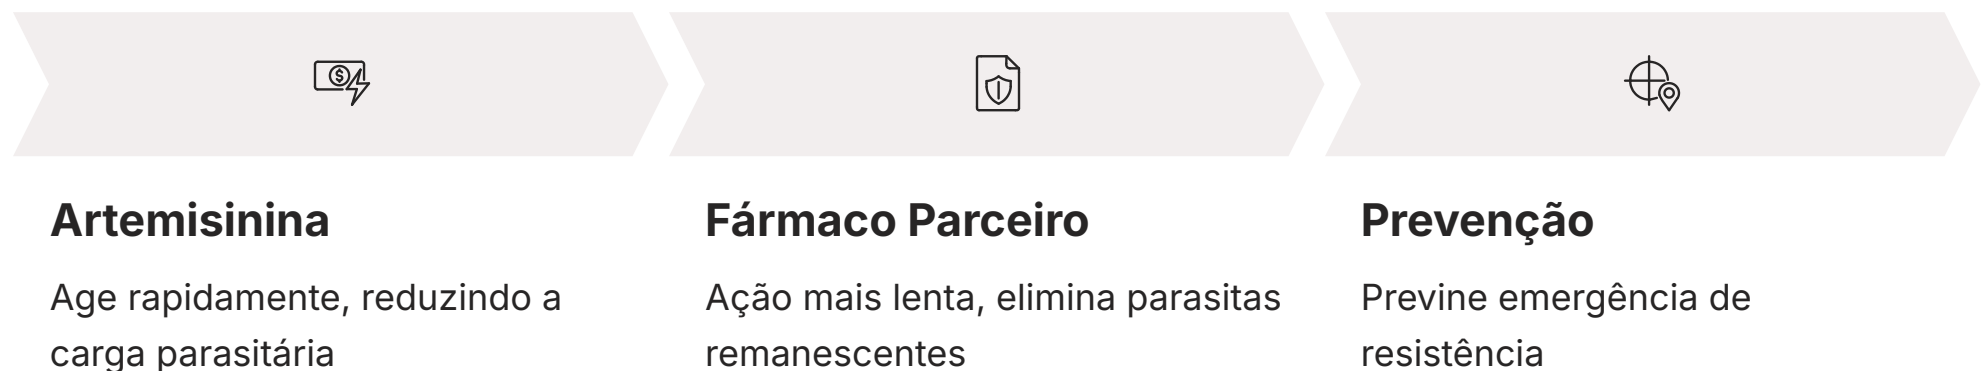 Artemisinina
Age rapidamente, reduzindo a
carga parasitária
Fármaco Parceiro
Ação mais lenta, elimina parasitas
remanescentes
Prevenção
Previne emergência de
resistência